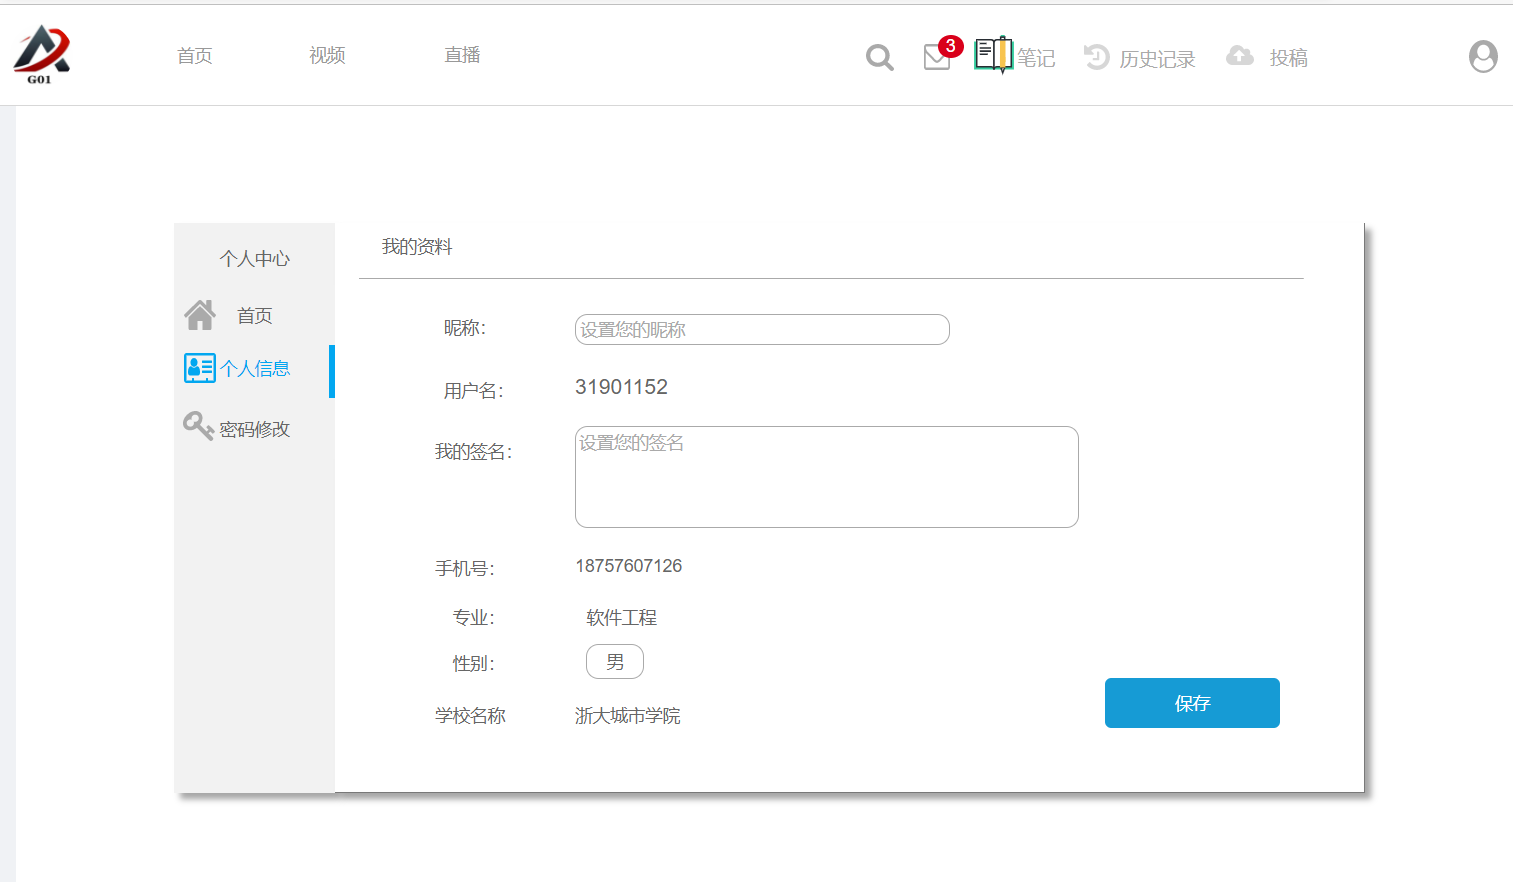 G01
首页 视频 直播 3 笔记 历史记录 投稿
个人中心
首页
个人信息
密码修改
我的资料
昵称: 设置您的昵称
用户名: 31901152
我的签名: 设置您的签名
手机号: 18757607126
专业: 软件工程
性别: 男
学校名称 浙大城市学院
保存